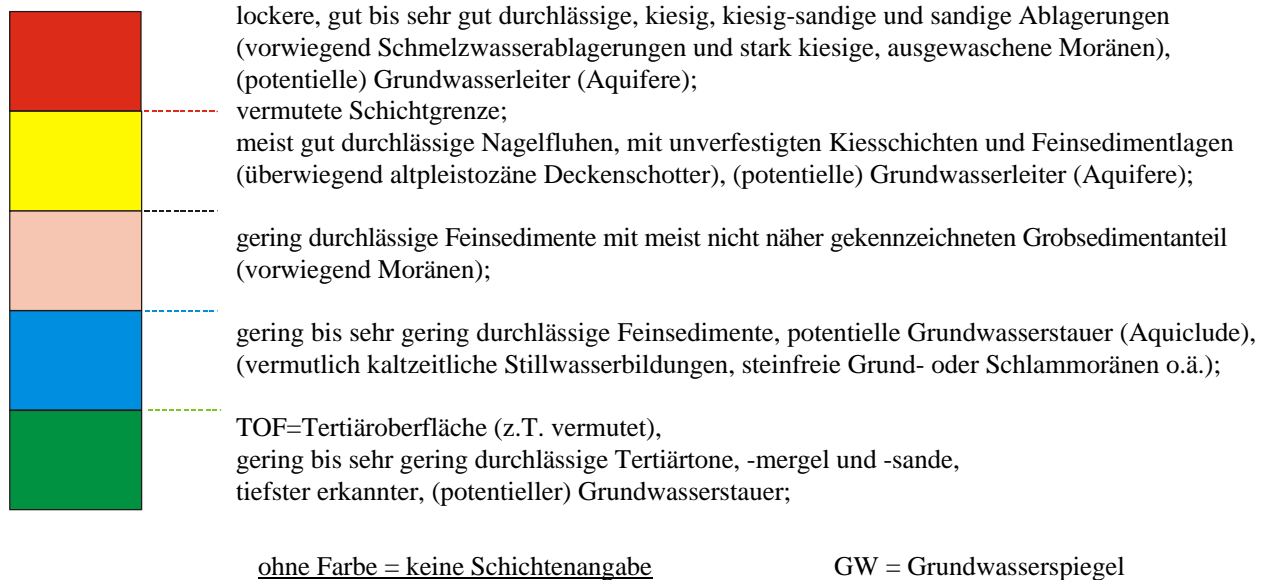 lockere, gut bis sehr gut durchlässige, kiesig, kiesig-sandige und sandige Ablagerungen
(vorwiegend Schmelzwasserablagerungen und stark kiesige, ausgewaschene Moränen),
(potentielle) Grundwasserleiter (Aquifere);
vermutete Schichtgrenze;
meist gut durchlässige Nagelfluhen, mit unverfestigten Kiesschichten und Feinsedimentlagen
(überwiegend altpleistozäne Deckenschotter), (potentielle) Grundwasserleiter (Aquifere);
gering durchlässige Feinsedimente mit meist nicht näher gekennzeichneten Grobsedimentanteil
(vorwiegend Moränen);
gering bis sehr gering durchlässige Feinsedimente, potentielle Grundwasserstauer (Aquiclude),
(vermutlich kaltzeitliche Stillwasserbildungen, steinfreie Grund- oder Schlammoränen o.ä.);
TOF=Tertiäroberfläche (z.T. vermutet),
gering bis sehr gering durchlässige Tertiärtone, -mergel und -sande,
tiefster erkannter, (potentieller) Grundwasserstauer;
ohne Farbe = keine Schichtenangabe GW = Grundwasserspiegel